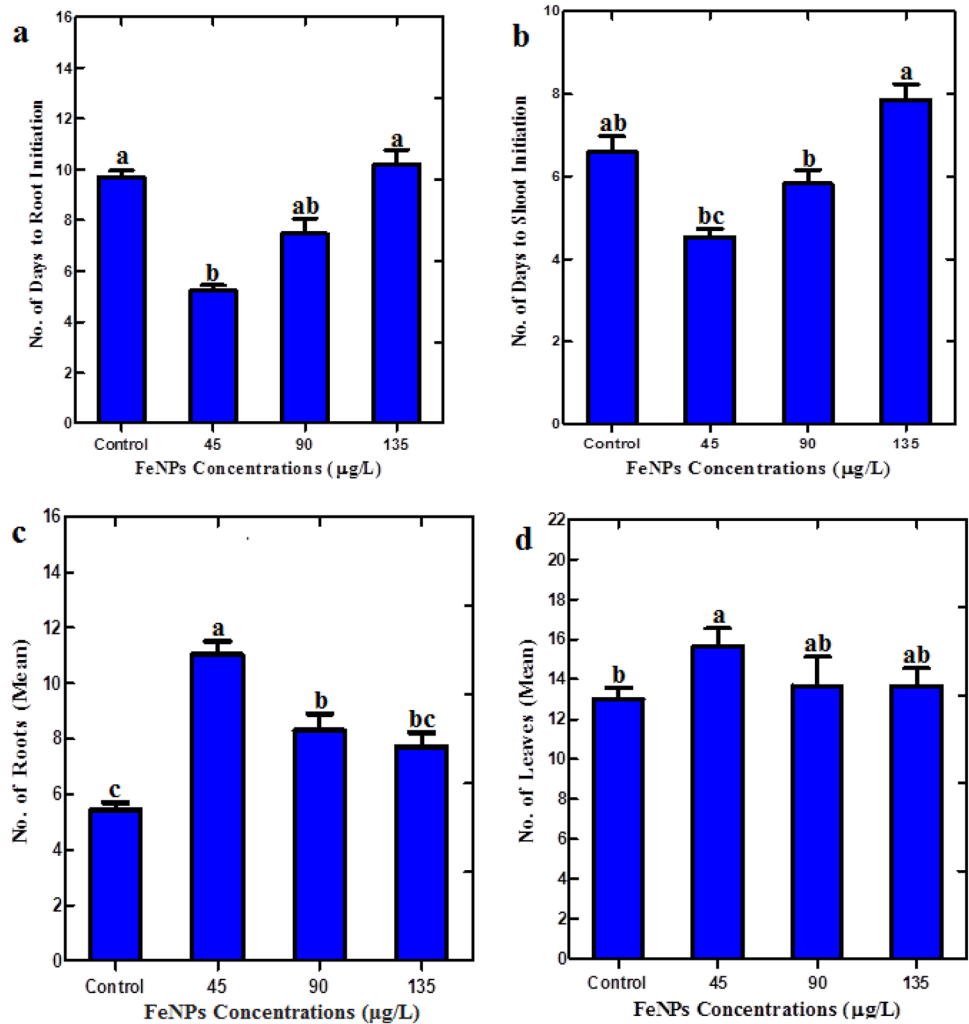 a
No. of Days to Root Initiation
16
14
12
10
8
6
4
2
0
a
b
ab
a
Control 45 90 135
FeNPs Concentrations (µg/L)
b
No. of Days to Shoot Initiation
10
8
6
4
2
0
ab
bc
b
a
Control 45 90 135
FeNPs Concentrations (µg/L)
c
No. of Roots (Mean)
16
14
12
10
8
6
4
2
0
c
a
b
bc
Control 45 90 135
FeNPs Concentrations (µg/L)
d
No. of Leaves (Mean)
22
20
18
16
14
12
10
8
6
4
2
0
b
a
ab
ab
Control 45 90 135
FeNPs Concentrations (µg/L)